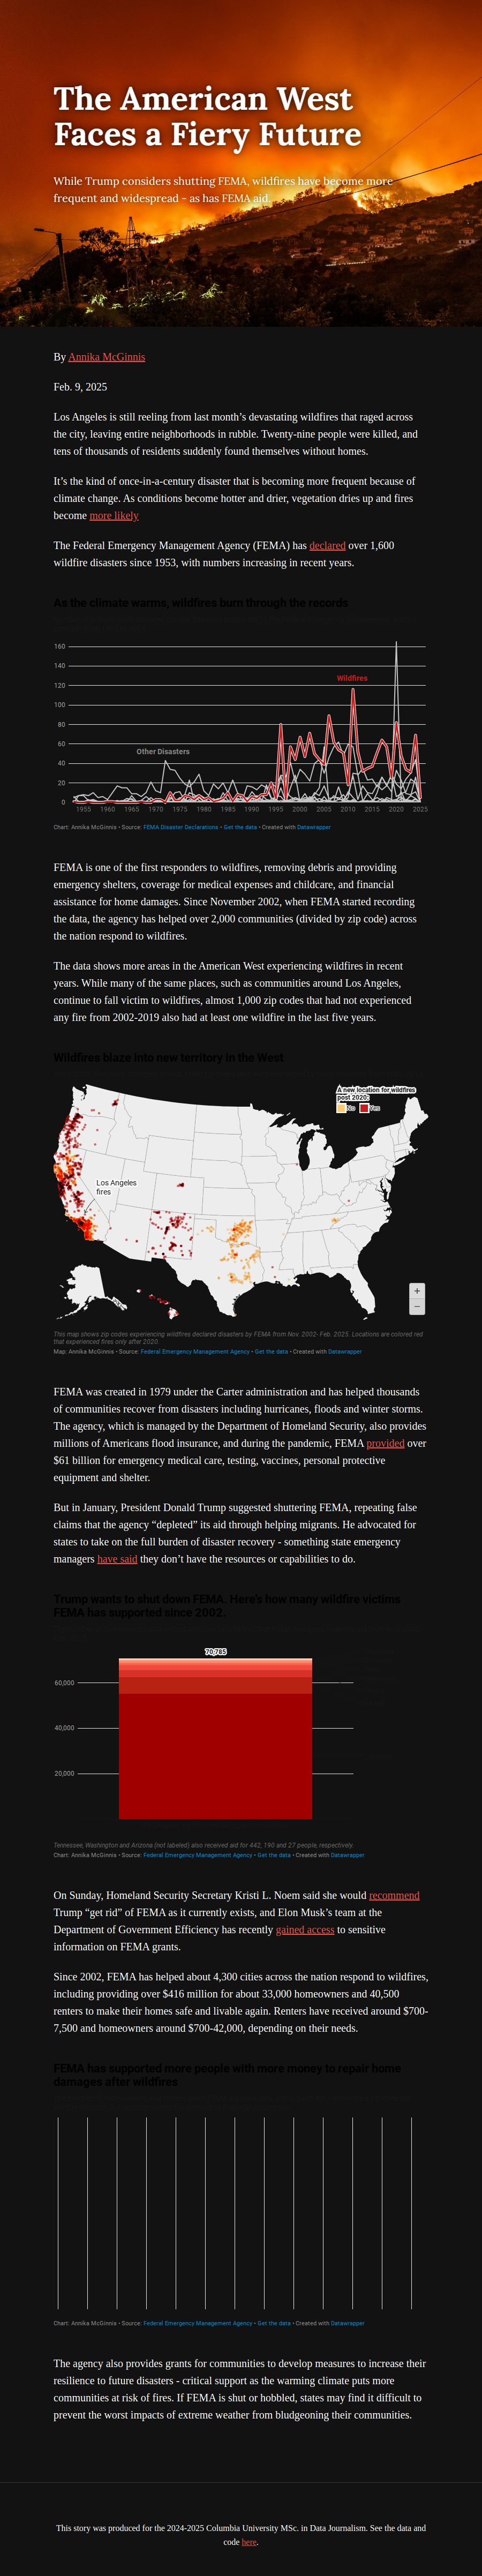 The American West
Faces a Fiery Future
While Trump considers shutting FEMA, wildfires have become more
frequent and widespread - as has FEMA aid
By Annika McGinnis
Feb. 9, 2025
Los Angeles is still reeling from last month’s devastating wildfires that raged across
the city, leaving entire neighborhoods in rubble. Twenty-nine people were killed, and
tens of thousands of residents suddenly found themselves without homes.
It’s the kind of once-in-a-century disaster that is becoming more frequent because of
climate change. As conditions become hotter and drier, vegetation dries up and fires
become more likely
The Federal Emergency Management Agency (FEMA) has declared over 1,600
wildfire disasters since 1953, with numbers increasing in recent years.
As the climate warms, wildfires burn through the records
160
140
120
100
80
60
40
20
0
Wildfires
Other Disasters
1955 1960 1965 1970 1975 1980 1985 1990 1995 2000 2005 2010 2015 2020 2025
Chart: Annika McGinnis • Source: FEMA Disaster Declarations • Get the data • Created with Datawrapper
FEMA is one of the first responders to wildfires, removing debris and providing
emergency shelters, coverage for medical expenses and childcare, and financial
assistance for home damages. Since November 2002, when FEMA started recording
the data, the agency has helped over 2,000 communities (divided by zip code) across
the nation respond to wildfires.
The data shows more areas in the American West experiencing wildfires in recent
years. While many of the same places, such as communities around Los Angeles,
continue to fall victim to wildfires, almost 1,000 zip codes that had not experienced
any fire from 2002-2019 also had at least one wildfire in the last five years.
Wildfires blaze into new territory in the West
A new location for wildfires
post 2020:
No Yes
Los Angeles
fires
+
−
This map shows zip codes experiencing wildfires declared disasters by FEMA from Nov. 2002- Feb. 2025. Locations are colored red
that experienced fires only after 2020.
Map: Annika McGinnis • Source: Federal Emergency Management Agency • Get the data • Created with Datawrapper
FEMA was created in 1979 under the Carter administration and has helped thousands
of communities recover from disasters including hurricanes, floods and winter storms.
The agency, which is managed by the Department of Homeland Security, also provides
millions of Americans flood insurance, and during the pandemic, FEMA provided over
$61 billion for emergency medical care, testing, vaccines, personal protective
equipment and shelter.
But in January, President Donald Trump suggested shuttering FEMA, repeating false
claims that the agency “depleted” its aid through helping migrants. He advocated for
states to take on the full burden of disaster recovery - something state emergency
managers have said they don’t have the resources or capabilities to do.
Trump wants to shut down FEMA. Here’s how many wildfire victims
FEMA has supported since 2002.
70,785
60,000
40,000
20,000
Tennessee, Washington and Arizona (not labeled) also received aid for 442, 190 and 27 people, respectively.
Chart: Annika McGinnis • Source: Federal Emergency Management Agency • Get the data • Created with Datawrapper
On Sunday, Homeland Security Secretary Kristi L. Noem said she would recommend
Trump “get rid” of FEMA as it currently exists, and Elon Musk’s team at the
Department of Government Efficiency has recently gained access to sensitive
information on FEMA grants.
Since 2002, FEMA has helped about 4,300 cities across the nation respond to wildfires,
including providing over $416 million for about 33,000 homeowners and 40,500
renters to make their homes safe and livable again. Renters have received around $700-
7,500 and homeowners around $700-42,000, depending on their needs.
FEMA has supported more people with more money to repair home
damages after wildfires
Chart: Annika McGinnis • Source: Federal Emergency Management Agency • Get the data • Created with Datawrapper
The agency also provides grants for communities to develop measures to increase their
resilience to future disasters - critical support as the warming climate puts more
communities at risk of fires. If FEMA is shut or hobbled, states may find it difficult to
prevent the worst impacts of extreme weather from bludgeoning their communities.
This story was produced for the 2024-2025 Columbia University MSc. in Data Journalism. See the data and
code here.